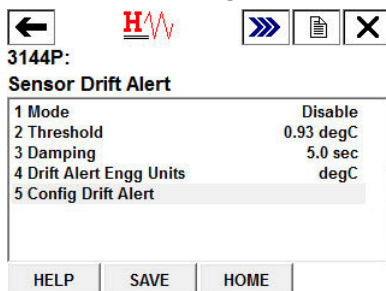 H
3144P:
Sensor Drift Alert
1 Mode Disable
2 Threshold 0.93 degC
3 Damping 5.0 sec
4 Drift Alert Engg Units degC
5 Config Drift Alert
HELP SAVE HOME